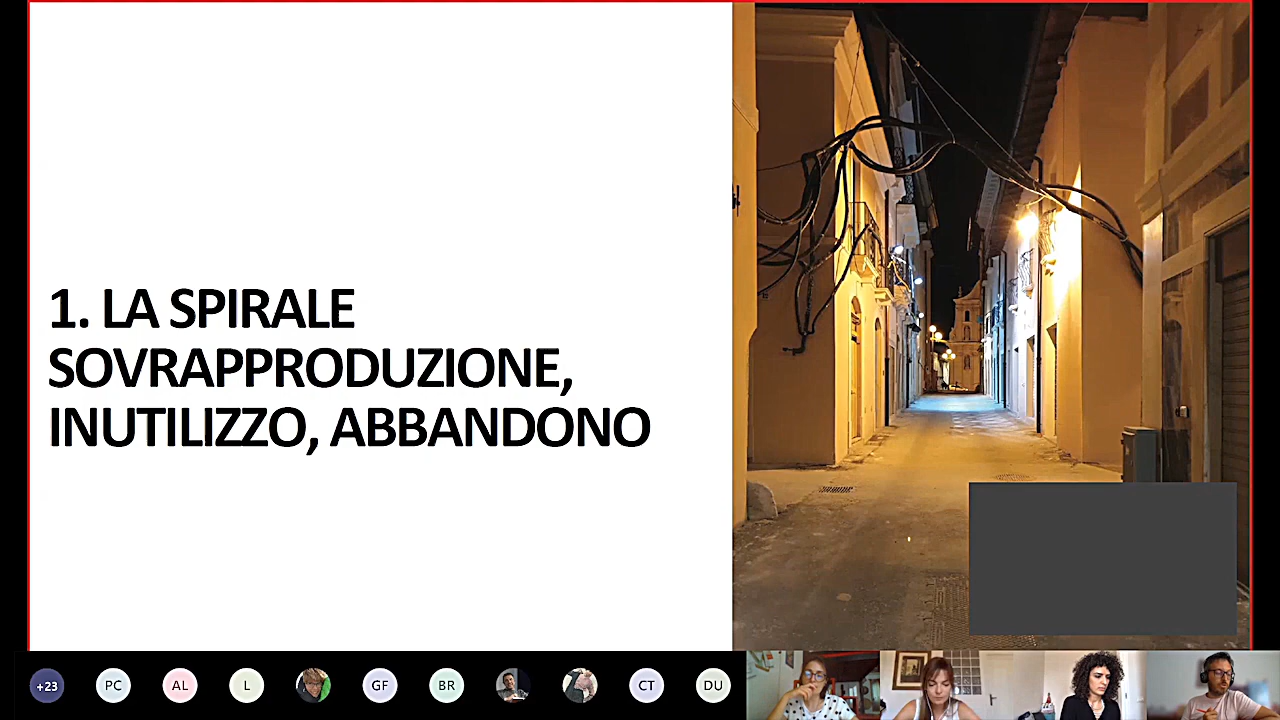 1. LA SPIRALE
SOVRAPPRODUZIONE,
INUTILIZZO, ABBANDONO
+23
PC
AL
L
GF
BR
CT
DU